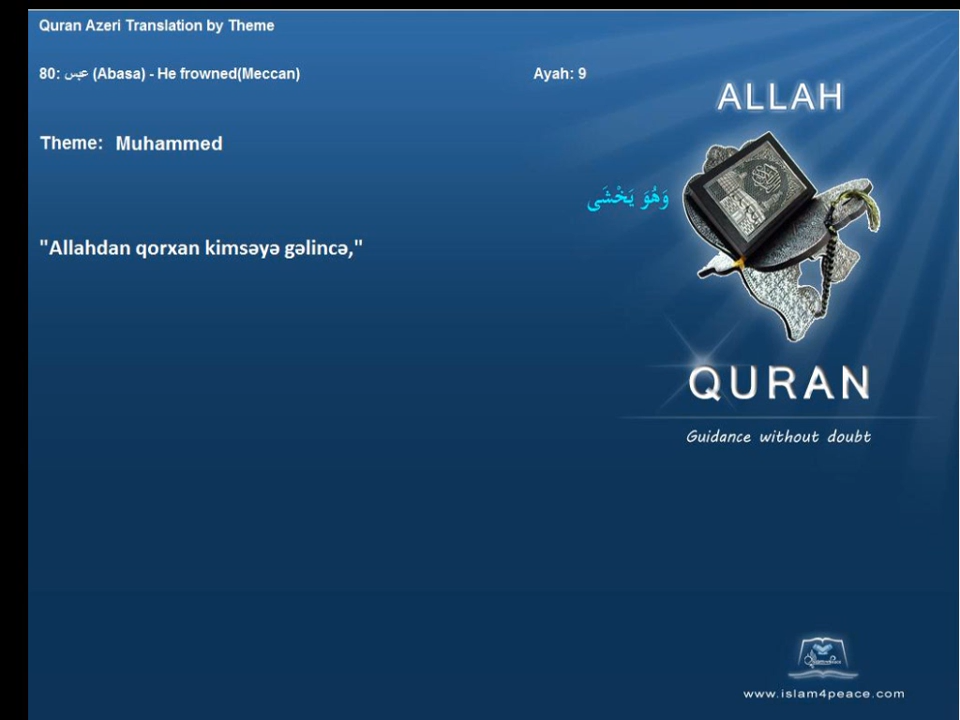 Quran Azeri Translation by Theme
80: عبس (Abasa) - He frowned(Meccan)
Ayah: 9
ALLAH
Theme: Muhammed
وَهُوَ يَخْشَى
"Allahdan qorxan kimsəyə gəlincə,"
QURAN
Guidance without doubt
www.islam4peace.com